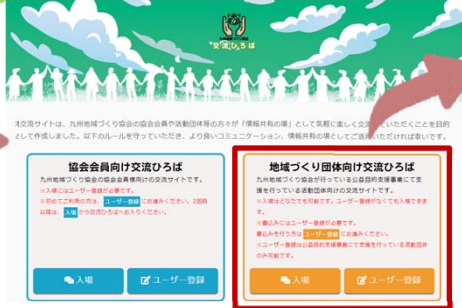 交流ひろば
本交流サイトは、九州地域づくり協会の協会会員や活動団体等の方々が「情報共有の場」として気軽に楽しく交流していただくことを目的
として作成しました。以下のルールを守っていただき、より良いコミュニケーション、情報共有の場としてご活用いただければ幸いです。
協会会員向け交流ひろば
九州地域づくり協会の協会会員様向けの交流サイトです。
※入場にはユーザー登録が必要です。
※初めてご利用の方は、ユーザー登録 にお進みください。2回目
以降は、入場 から交流ひろばへお入りください。
入場
ユーザー登録
地域づくり団体向け交流ひろば
九州地域づくり協会が行っている公益目的支援事業にて支
援を行っている活動団体向けの交流サイトです。
※入場はどなたでも可能です。ユーザー登録がなくても入場できま
す。
※書込みにはユーザー登録が必要です。
書込みを行う方は ユーザー登録 にお進みください。
※ユーザー登録は公益目的支援事業にて支援を行っている活動団体
のみ可能です。
入場
ユーザー登録